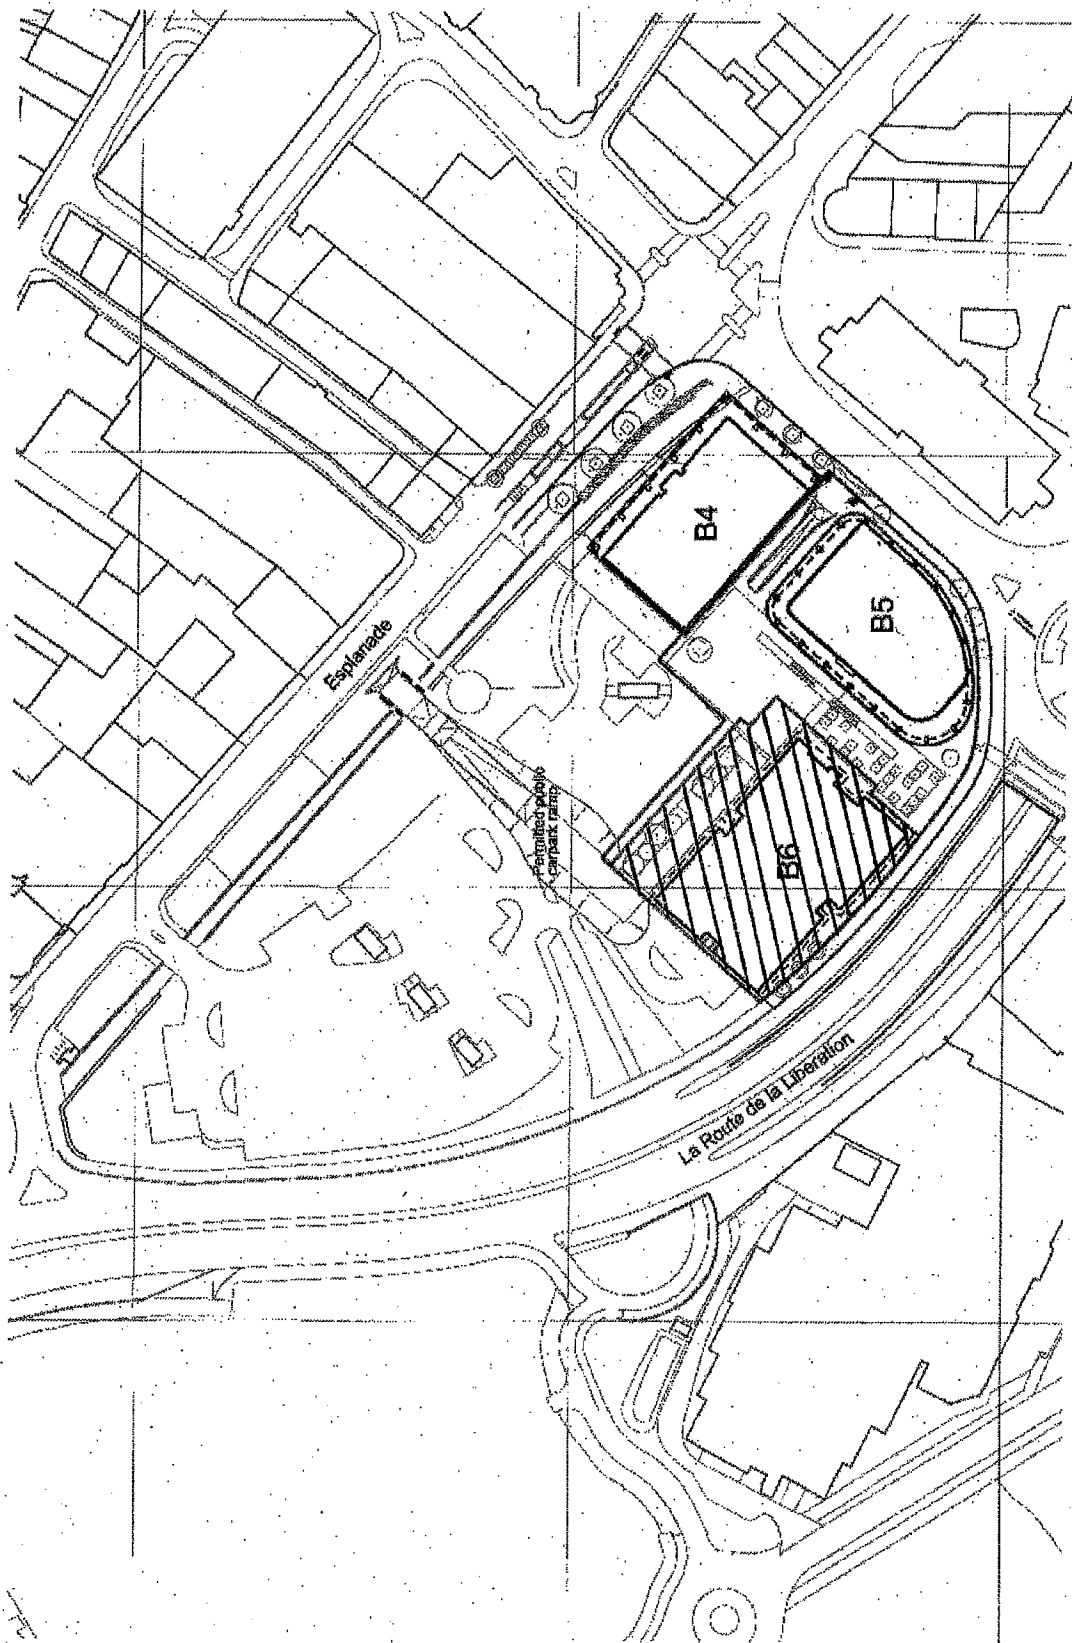 Esplanade
B4
B5
Permitted public
carpark ramp
B6
La Route de la Liberation